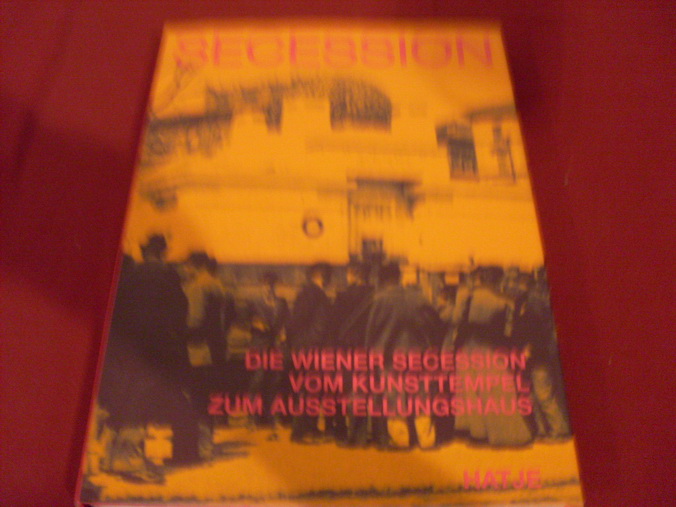 SECESSION
DIE WIENER SECESSION
VOM KUNSTTEMPEL
ZUM AUSSTELLUNGSHAUS
HATJE